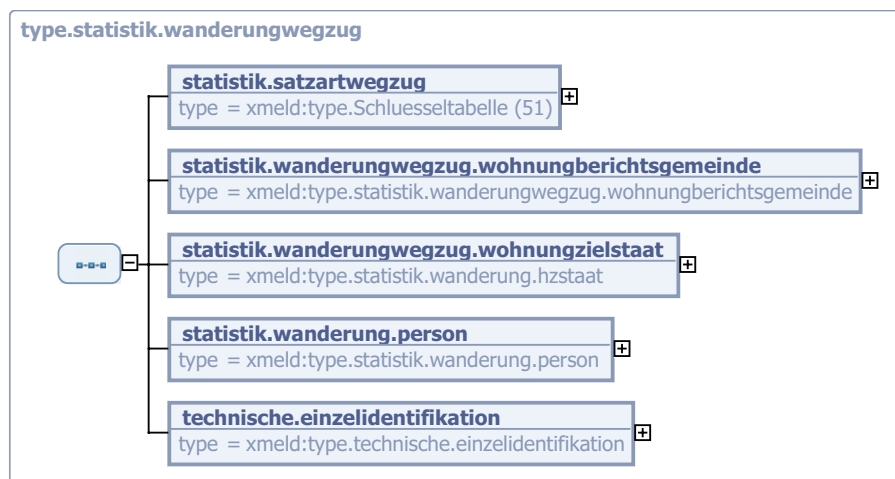 type.statistik.wanderungwegzug
statistik.satzartwegzug
type = xmeld:type.Schluesseltabelle (51)
statistik.wanderungwegzug.wohnungberichtsgemeinde
type = xmeld:type.statistik.wanderungwegzug.wohnungberichtsgemeinde
statistik.wanderungwegzug.wohnungzielstaat
type = xmeld:type.statistik.wanderung.hzstaat
statistik.wanderung.person
type = xmeld:type.statistik.wanderung.person
technische.einzelidentifikation
type = xmeld:type.technische.einzelidentifikation